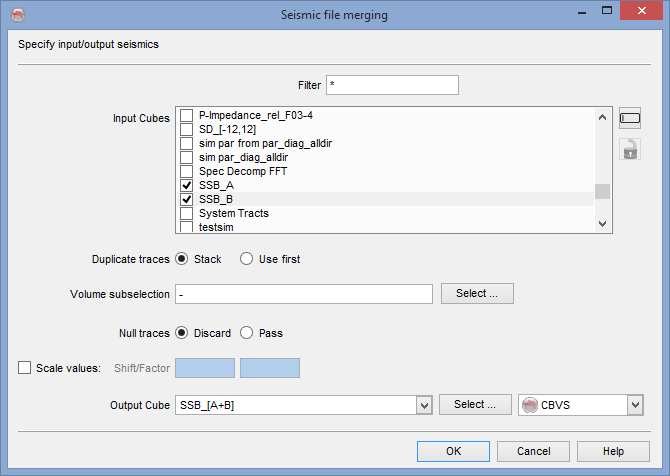 Seismic file merging
Specify input/output seismics
Filter *
Input Cubes
P-Impedance_rel_F03-4
SD_[-12,12]
sim par from par_diag_alldir
sim par_diag_alldir
Spec Decomp FFT
SSB_A
SSB_B
System Tracts
testsim
Duplicate traces Stack Use first
Volume subselection - Select ...
Null traces Discard Pass
Scale values: Shift/Factor
Output Cube SSB_[A+B] Select ... CBVS
OK Cancel Help